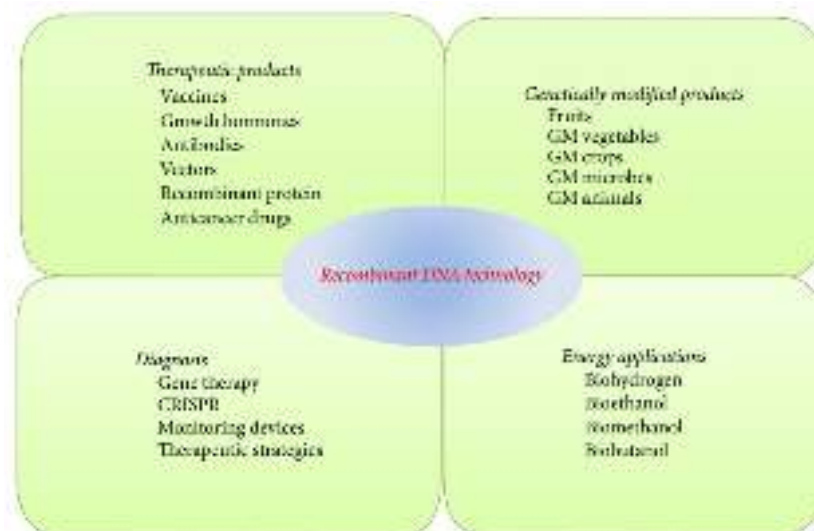 Therapeutic products
Vaccines
Growth hormones
Antibodies
Vectors
Recombinant protein
Anticancer drugs
Genetically modified products
Fruits
GM vegetables
GM crops
GM microbes
GM animals
Recombinant DNA technology
Diagnosis
Gene therapy
CRISPR
Monitoring devices
Therapeutic strategies
Energy applications
Biohydrogen
Bioethanol
Biomethanol
Biobutanol